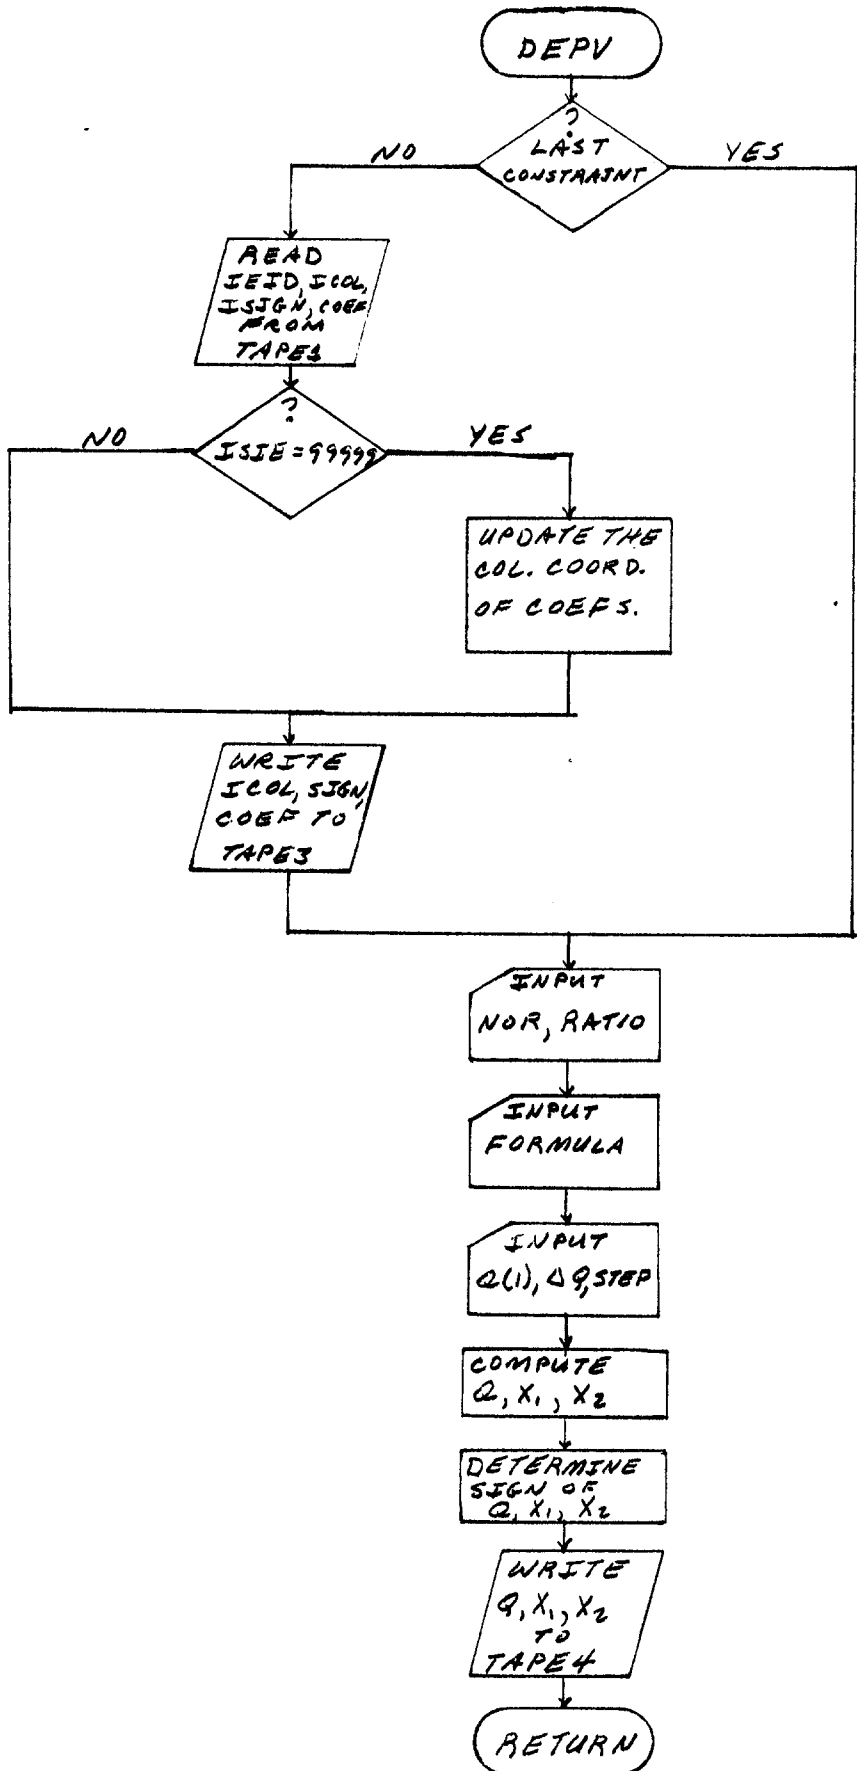 DEPV
?
LAST
CONSTRAINT
NO
YES
READ
IEID, ICOL,
ISIGN, COEF
FROM
TAPE1
?
ISIE = 99999
NO
YES
UPDATE THE
COL. COORD.
OF COEFS.
WRITE
ICOL, SIGN,
COEF TO
TAPE3
INPUT
NOR, RATIO
INPUT
FORMULA
INPUT
Q(1), ΔQ, STEP
COMPUTE
Q, X₁, X₂
DETERMINE
SIGN OF
Q, X₁, X₂
WRITE
Q, X₁, X₂
TO
TAPE4
RETURN